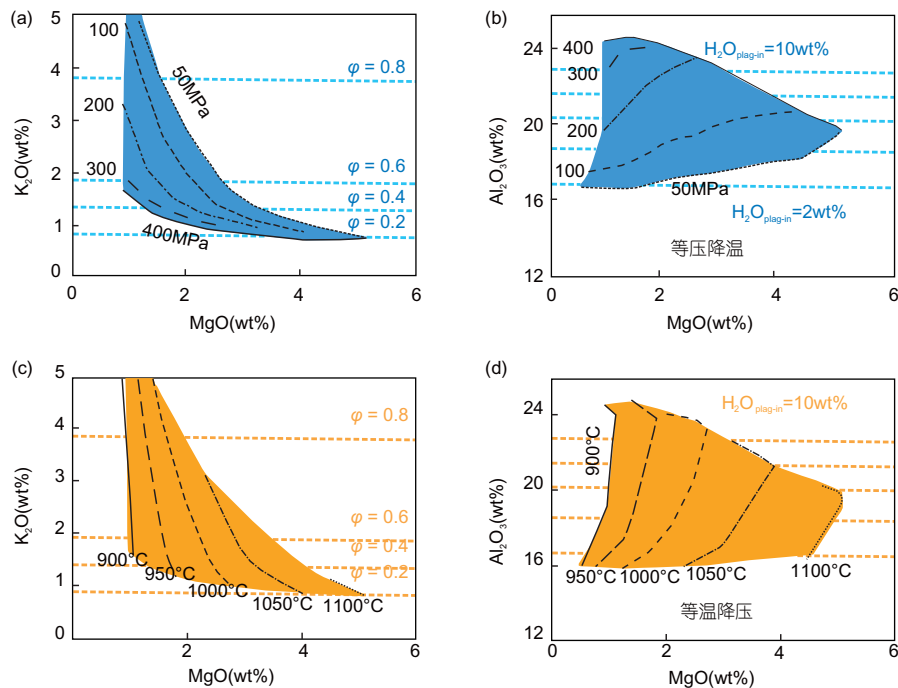 (a)
5
4
3
2
1
0
K₂O(wt%)
100
200
300
400MPa
50MPa
φ = 0.8
φ = 0.6
φ = 0.4
φ = 0.2
0 2 4 6
MgO(wt%)
(b)
24
20
16
12
Al₂O₃(wt%)
400
300
200
100
50MPa
H₂Oplag-in=10wt%
H₂Oplag-in=2wt%
等压降温
0 2 4 6
MgO(wt%)
(c)
5
4
3
2
1
0
K₂O(wt%)
φ = 0.8
φ = 0.6
φ = 0.4
φ = 0.2
900°C
950°C
1000°C
1050°C
1100°C
0 2 4 6
MgO(wt%)
(d)
24
20
16
12
Al₂O₃(wt%)
H₂Oplag-in=10wt%
900°C
950°C
1000°C
1050°C
1100°C
等温降压
0 2 4 6
MgO(wt%)